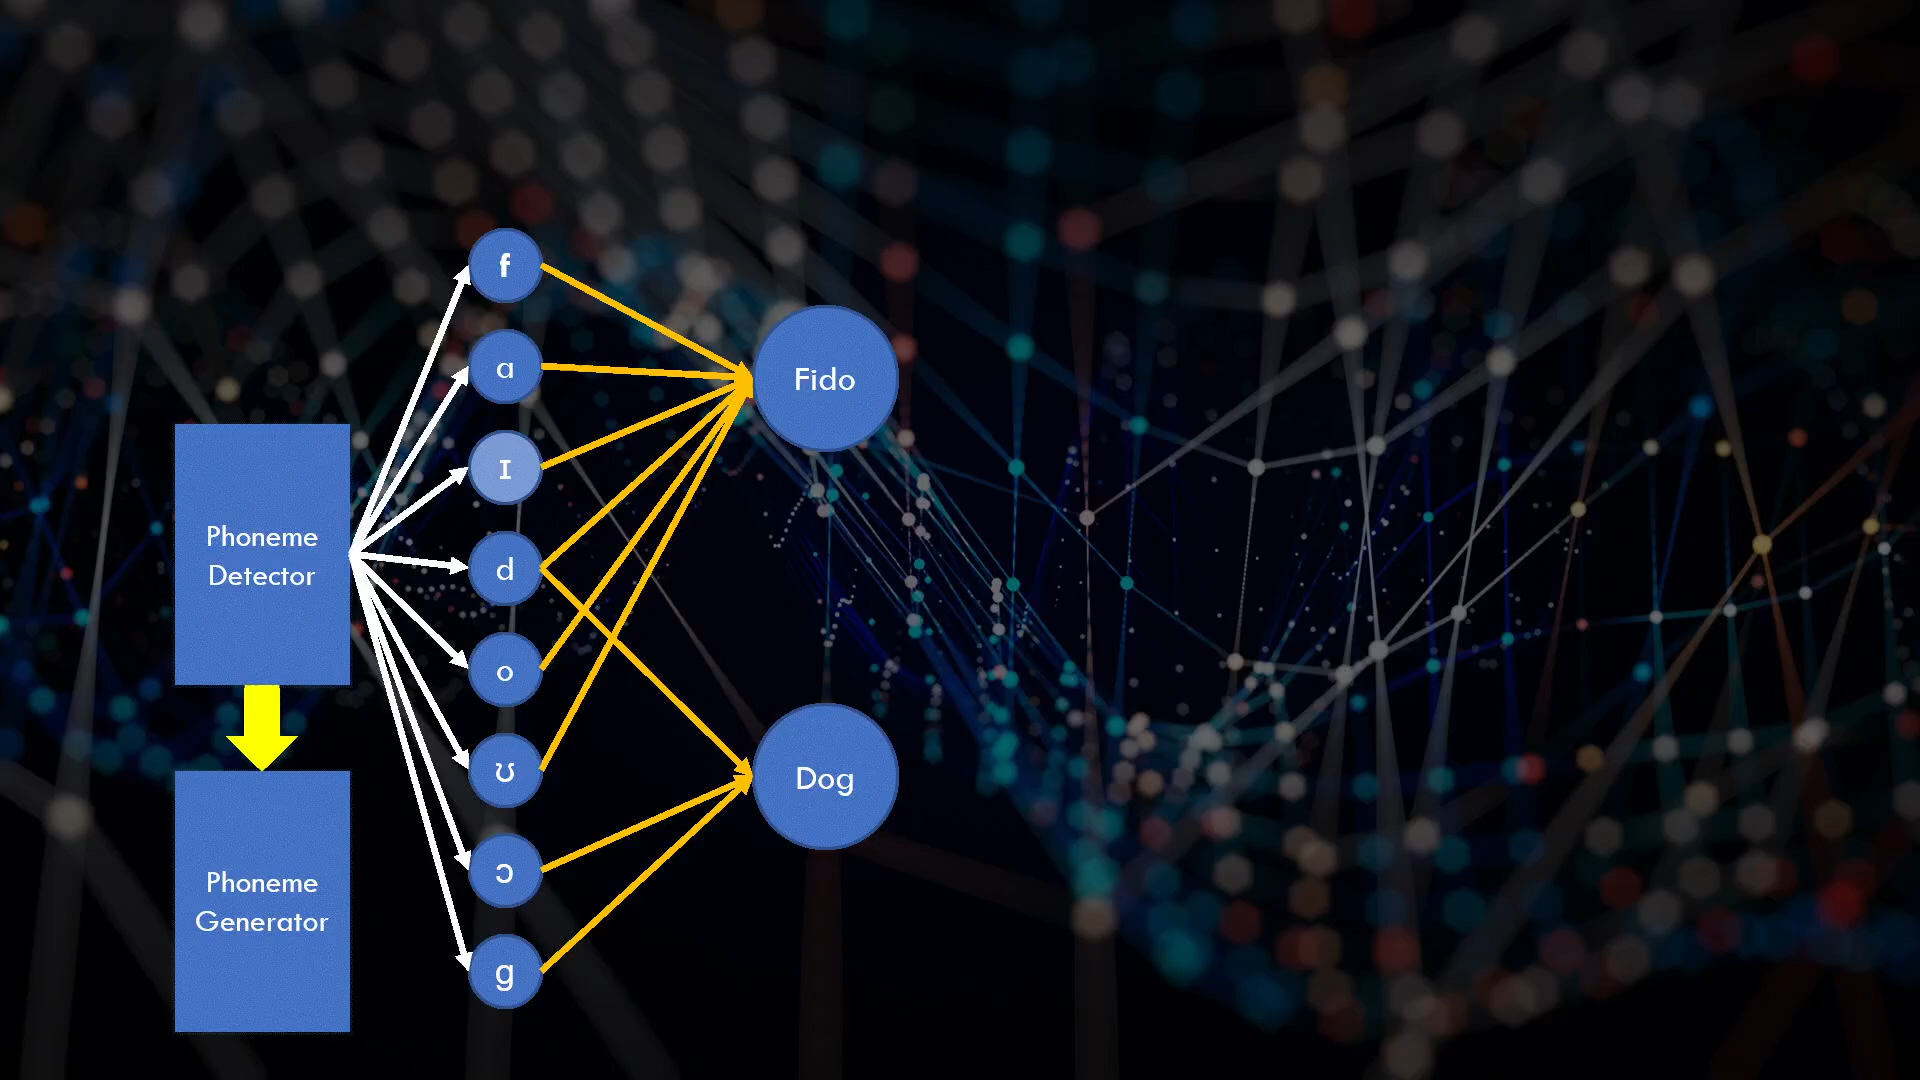 Phoneme
Detector
Phoneme
Generator
f
ɑ
ɪ
d
o
ʊ
ɔ
g
Fido
Dog